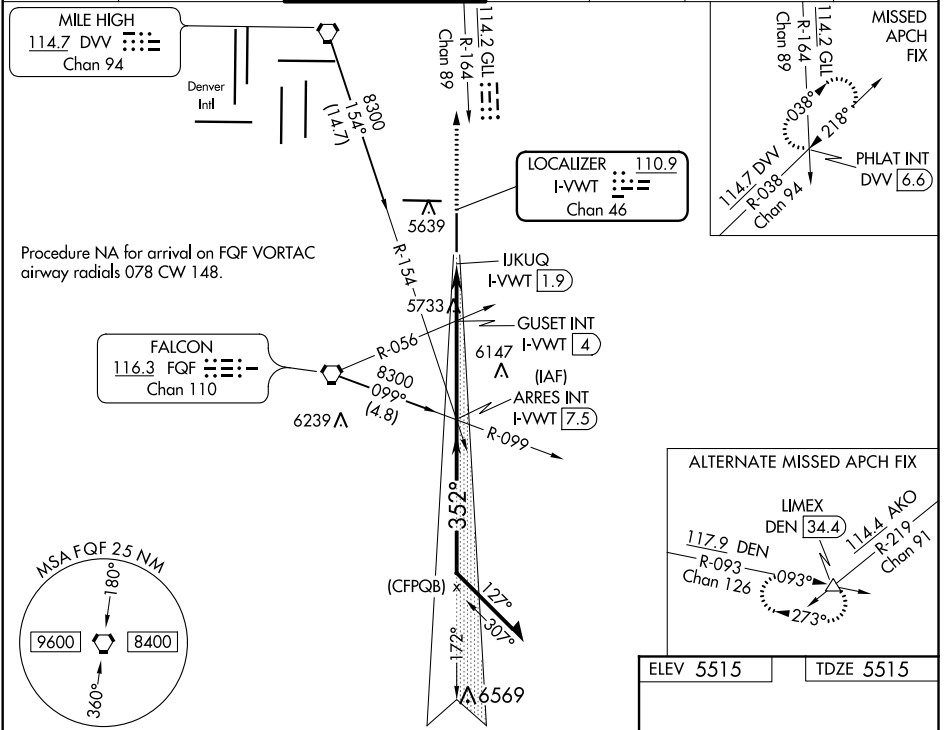 MILE HIGH
114.7 DVV
Chan 94
Denver
Intl
8300
154°
(14.7)
R-154
114.2 GLL
R-164
Chan 89
LOCALIZER 110.9
I-VWT
Chan 46
MISSED
APCH
FIX
114.2 GLL
R-164
Chan 89
038°
218°
114.7 DVV
R-038
Chan 94
PHLAT INT
DVV 6.6
5639
Procedure NA for arrival on FQF VORTAC
airway radials 078 CW 148.
IJKUQ
I-VWT 1.9
5733
GUSET INT
I-VWT 4
6147
FALCON
116.3 FQF
Chan 110
R-056
8300
099°
(4.8)
(IAF)
ARRES INT
I-VWT 7.5
R-099
6239
352°
(CFPQB)
127°
307°
172°
6569
MSA FQF 25 NM
180°
9600
8400
360°
ALTERNATE MISSED APCH FIX
LIMEX
DEN 34.4
117.9 DEN
R-093
Chan 126
093°
273°
114.4 AKO
R-219
Chan 91
ELEV 5515
TDZE 5515